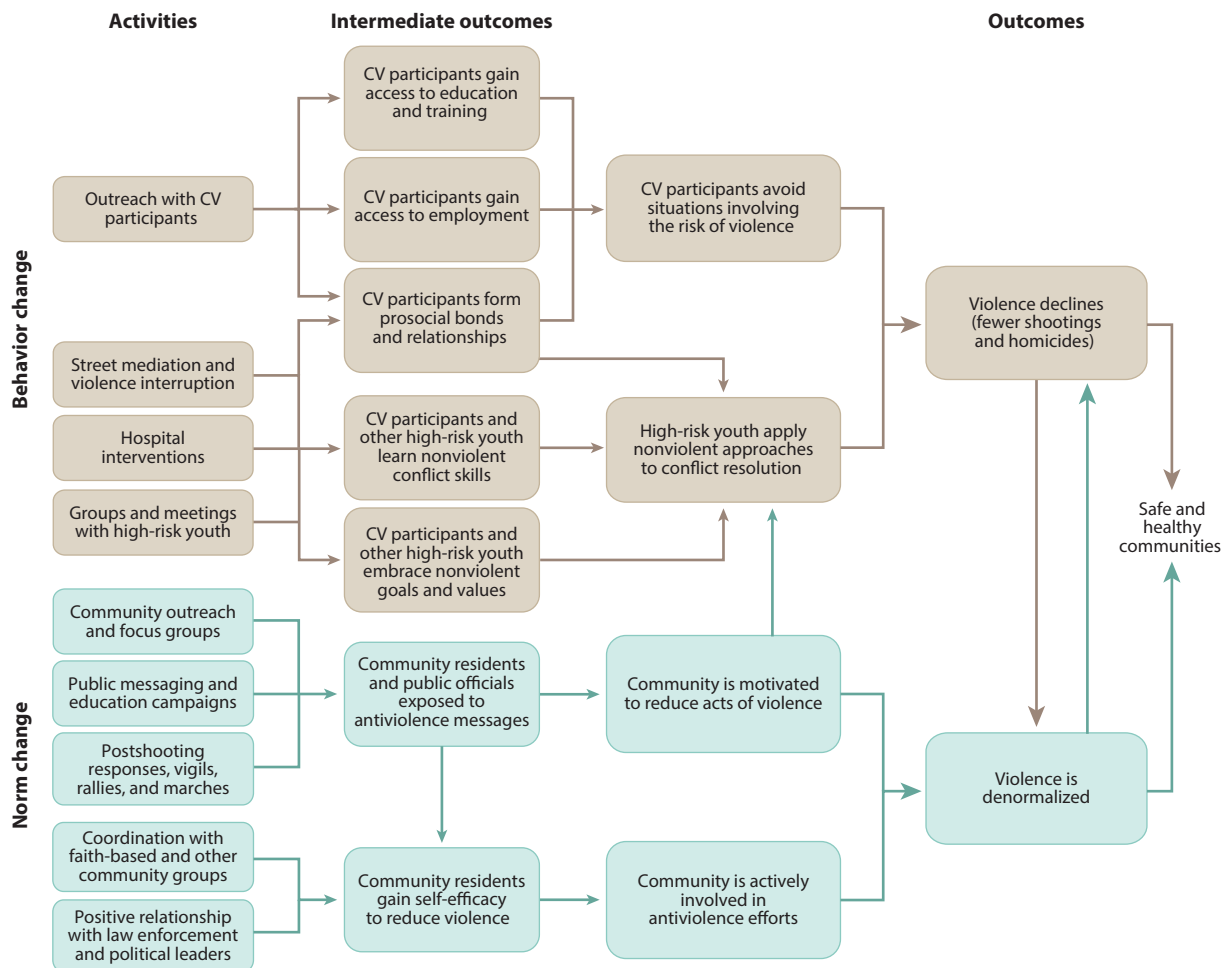 Activities
Intermediate outcomes
Outcomes
Behavior change
Outreach with CV
participants
Street mediation and
violence interruption
Hospital
interventions
Groups and meetings
with high-risk youth
CV participants gain
access to education
and training
CV participants gain
access to employment
CV participants form
prosocial bonds
and relationships
CV participants and
other high-risk youth
learn nonviolent
conflict skills
CV participants and
other high-risk youth
embrace nonviolent
goals and values
CV participants avoid
situations involving
the risk of violence
High-risk youth apply
nonviolent approaches
to conflict resolution
Violence declines
(fewer shootings
and homicides)
Safe and
healthy
communities
Norm change
Community outreach
and focus groups
Public messaging and
education campaigns
Postshooting
responses, vigils,
rallies, and marches
Coordination with
faith-based and other
community groups
Positive relationship
with law enforcement
and political leaders
Community residents
and public officials
exposed to
antiviolence messages
Community residents
gain self-efficacy
to reduce violence
Community is motivated
to reduce acts of violence
Community is actively
involved in
antiviolence efforts
Violence is
denormalized